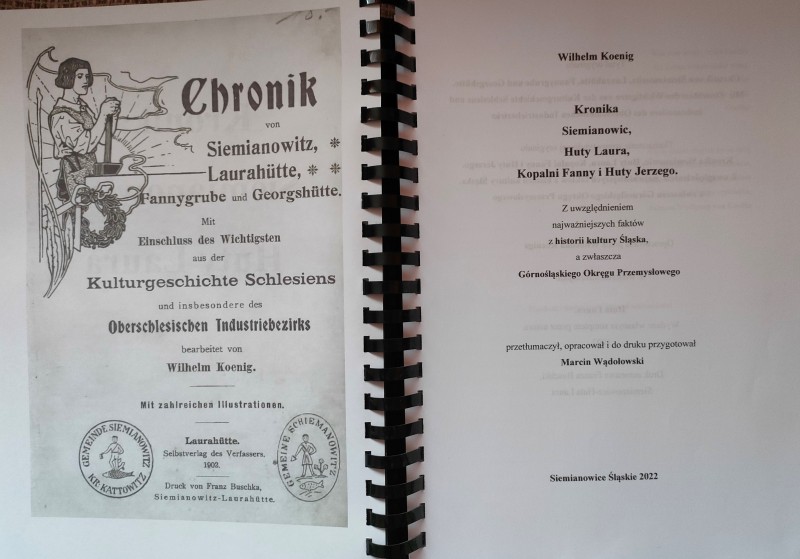 Chronik
von
Siemianowitz,
Laurahütte,
Fannygrube und Georgshütte.
Mit
Einschluss des Wichtigsten
aus der
Kulturgeschichte Schlesiens
und insbesondere des
Oberschlesischen Industriebezirks
bearbeitet von
Wilhelm Koenig.
Mit zahlreichen Illustrationen.
GEMEINDE SIEMIANOWITZ
KR. KATTOWITZ
Laurahütte.
Selbstverlag des Verfassers.
1902.
Druck von Franz Buschka,
Siemianowitz-Laurahütte.
GEMEINE SCHIEMANOWITZ
Wilhelm Koenig
Kronika
Siemianowic,
Huty Laura,
Kopalni Fanny i Huty Jerzego.
Z uwzględnieniem
najważniejszych faktów
z historii kultury Śląska,
a zwłaszcza
Górnośląskiego Okręgu Przemysłowego
przetłumaczył, opracował i do druku przygotował
Marcin Wądołowski
Siemianowice Śląskie 2022